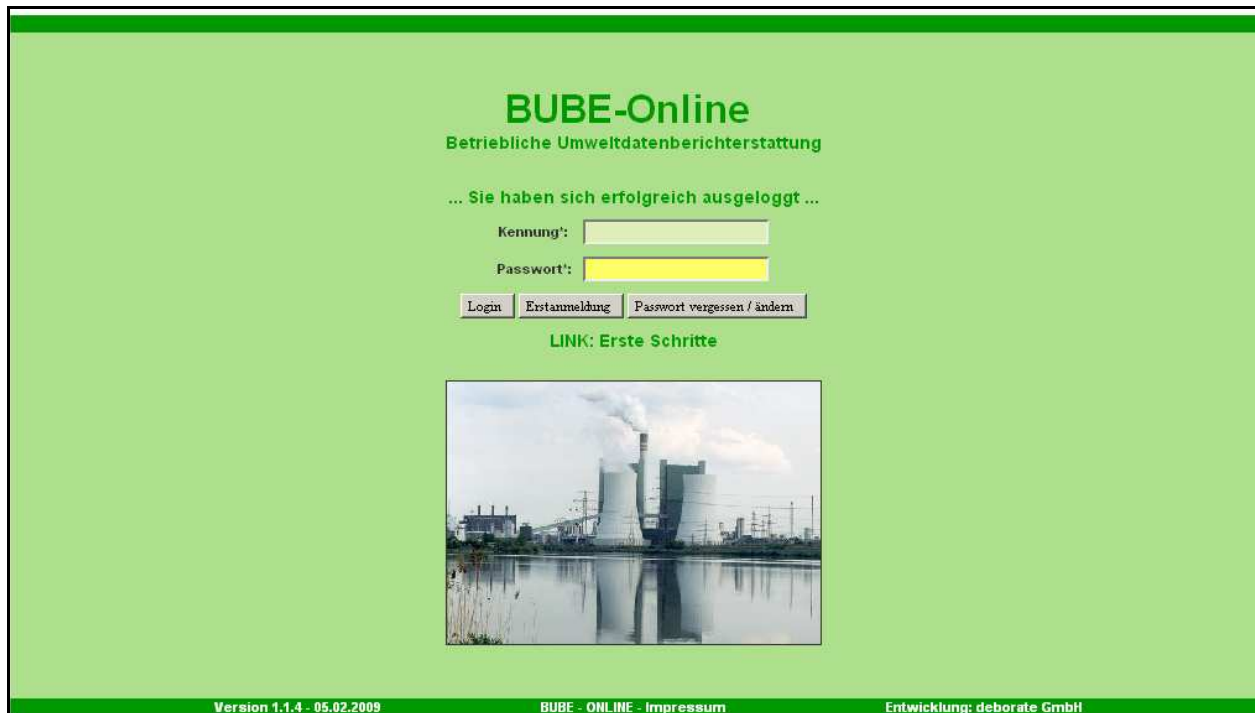 BUBE-Online
Betriebliche Umweltdatenberichterstattung
... Sie haben sich erfolgreich ausgeloggt ...
Kennung*:
Passwort*:
Login Erstanmeldung Passwort vergessen / ändern
LINK: Erste Schritte
Version 1.1.4 - 05.02.2009 BUBE - ONLINE - Impressum Entwicklung: deborate GmbH